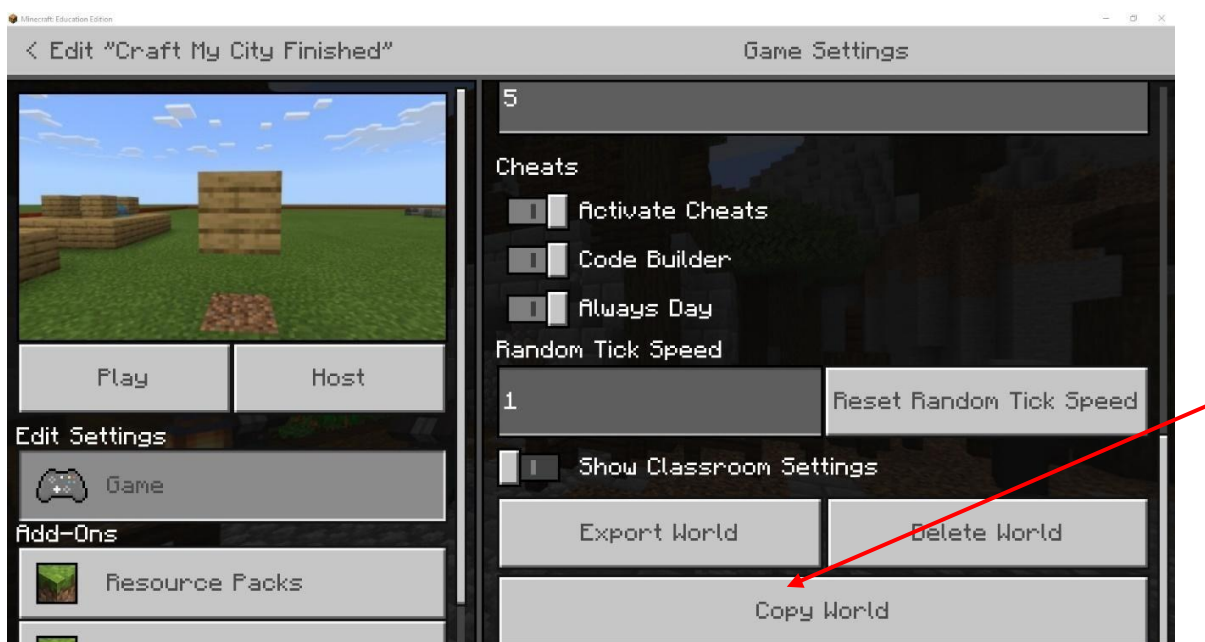 Minecraft: Education Edition
< Edit "Craft My City Finished"
Game Settings
Play
Host
Edit Settings
Game
Add-Ons
Resource Packs
5
Cheats
Activate Cheats
Code Builder
Always Day
Random Tick Speed
1
Reset Random Tick Speed
Show Classroom Settings
Export World
Delete World
Copy World